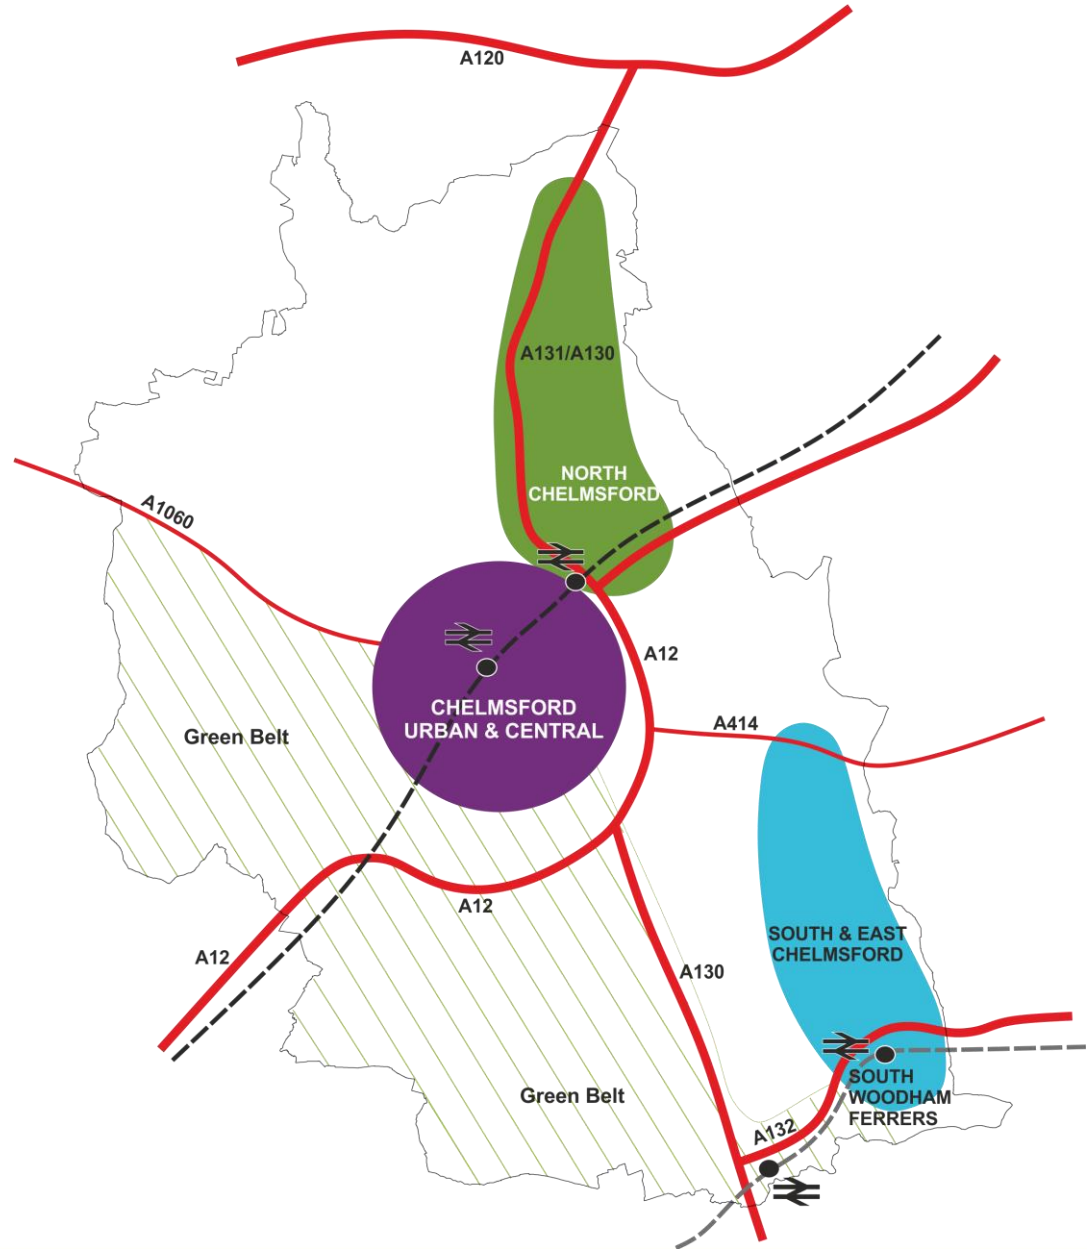 A120
A131/A130
NORTH
CHELMSFORD
A1060
A12
CHELMSFORD
URBAN & CENTRAL
A414
Green Belt
A12
SOUTH & EAST
CHELMSFORD
A12
A130
SOUTH
WOODHAM
FERRERS
Green Belt
A132